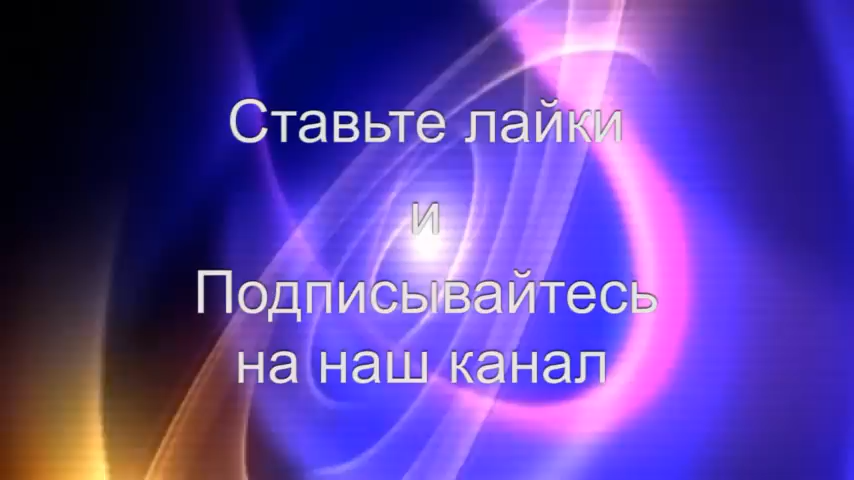 Ставьте лайки
и
Подписывайтесь
на наш канал